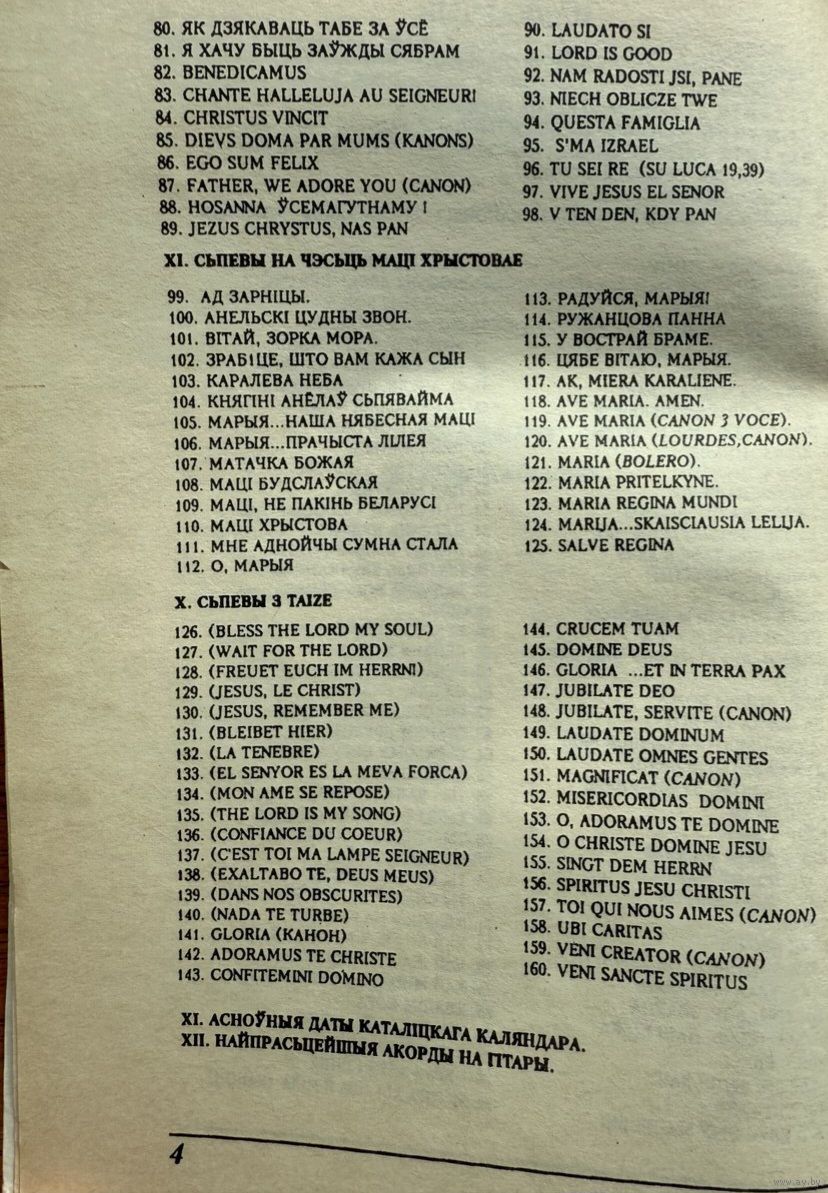 80. ЯК ДЗЯКАВАЦЬ ТАБЕ ЗА ЎСЁ
81. Я ХАЧУ БЫЦЬ ЗАЎЖДЫ СЯБРАМ
82. BENEDICAMUS
83. CHANTE HALLELUJA AU SEIGNEURI
84. CHRISTUS VINCIT
85. DIEVS DOMA PAR MUMS (KANONS)
86. EGO SUM FELIX
87. FATHER, WE ADORE YOU (CANON)
88. HOSANNA ЎСЕМАГУТНАМУ !
89. JEZUS CHRYSTUS, NAS PAN
90. LAUDATO SI
91. LORD IS GOOD
92. NAM RADOSTI JSI, PANE
93. NIECH OBLICZE TWE
94. QUESTA FAMIGLIA
95. S'MA IZRAEL
96. TU SEI RE (SU LUCA 19,39)
97. VIVE JESUS EL SENOR
98. V TEN DEN, KDY PAN
XI. СЬПЕВЫ НА ЧЭСЬЦЬ МАЦІ ХРЫСТОВАЕ
99. АД ЗАРНІЦЫ.
100. АНЕЛЬСКІ ЦУДНЫ ЗВОН.
101. ВІТАЙ, ЗОРКА МОРА.
102. ЗРАБІЦЕ, ШТО ВАМ КАЖА СЫН
103. КАРАЛЕВА НЕБА
104. КНЯГІНІ АНЁЛАЎ СЬПЯВАЙМА
105. МАРЫЯ...НАША НЯБЕСНАЯ МАЦІ
106. МАРЫЯ...ПРАЧЫСТА ЛІЛЕЯ
107. МАТАЧКА БОЖАЯ
108. МАЦІ БУДСЛАЎСКАЯ
109. МАЦІ, НЕ ПАКІНЬ БЕЛАРУСІ
110. МАЦІ ХРЫСТОВА
111. МНЕ АДНОЙЧЫ СУМНА СТАЛА
112. О, МАРЫЯ
113. РАДУЙСЯ, МАРЫЯ!
114. РУЖАНЦОВА ПАННА
115. У ВОСТРАЙ БРАМЕ.
116. ЦЯБЕ ВІТАЮ, МАРЫЯ.
117. AK, MIERA KARALIENE.
118. AVE MARIA. AMEN.
119. AVE MARIA (CANON 3 VOCE).
120. AVE MARIA (LOURDES,CANON).
121. MARIA (BOLERO).
122. MARIA PRITELKYNE.
123. MARIA REGINA MUNDI
124. MARIJA...SKAISCIAUSIA LELIJA.
125. SALVE REGINA
X. СЬПЕВЫ З TAIZE
126. (BLESS THE LORD MY SOUL)
127. (WAIT FOR THE LORD)
128. (FREUET EUCH IM HERRNI)
129. (JESUS, LE CHRIST)
130. (JESUS, REMEMBER ME)
131. (BLEIBET HIER)
132. (LA TENEBRE)
133. (EL SENYOR ES LA MEVA FORCA)
134. (MON AME SE REPOSE)
135. (THE LORD IS MY SONG)
136. (CONFIANCE DU COEUR)
137. (C'EST TOI MA LAMPE SEIGNEUR)
138. (EXALTABO TE, DEUS MEUS)
139. (DANS NOS OBSCURITES)
140. (NADA TE TURBE)
141. GLORIA (КАНОН)
142. ADORAMUS TE CHRISTE
143. CONFITEMINI DOMINO
144. CRUCEM TUAM
145. DOMINE DEUS
146. GLORIA ...ET IN TERRA PAX
147. JUBILATE DEO
148. JUBILATE, SERVITE (CANON)
149. LAUDATE DOMINUM
150. LAUDATE OMNES GENTES
151. MAGNIFICAT (CANON)
152. MISERICORDIAS DOMINI
153. O, ADORAMUS TE DOMINE
154. O CHRISTE DOMINE JESU
155. SINGT DEM HERRN
156. SPIRITUS JESU CHRISTI
157. TOI QUI NOUS AIMES (CANON)
158. UBI CARITAS
159. VENI CREATOR (CANON)
160. VENI SANCTE SPIRITUS
XI. АСНОЎНЫЯ ДАТЫ КАТАЛІЦКАГА КАЛЯНДАРА.
XII. НАЙПРАСЬЦЕЙШЫЯ АКОРДЫ НА ГІТАРЫ.
4
www.ay.by